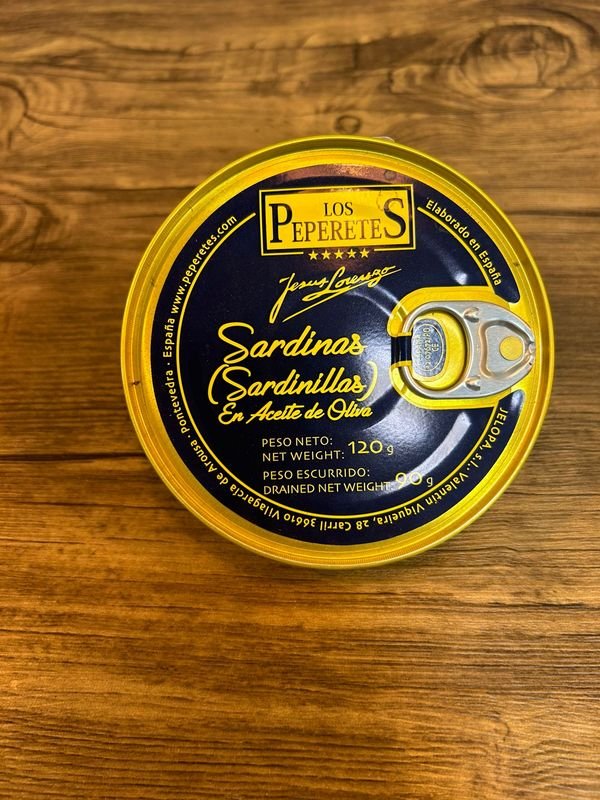 LOS
PEPERETES
Jesus Lorenzo
Sardinas
(Sardinillas)
En Aceite de Oliva
PESO NETO:
NET WEIGHT: 120 g
PESO ESCURRIDO:
DRAINED NET WEIGHT: 90 g
Elaborado en España
JELOPA, s.l. · Valentín Viqueira, 28 Carril 36610 Vilagarcía de Arousa · Pontevedra · España www.peperetes.com